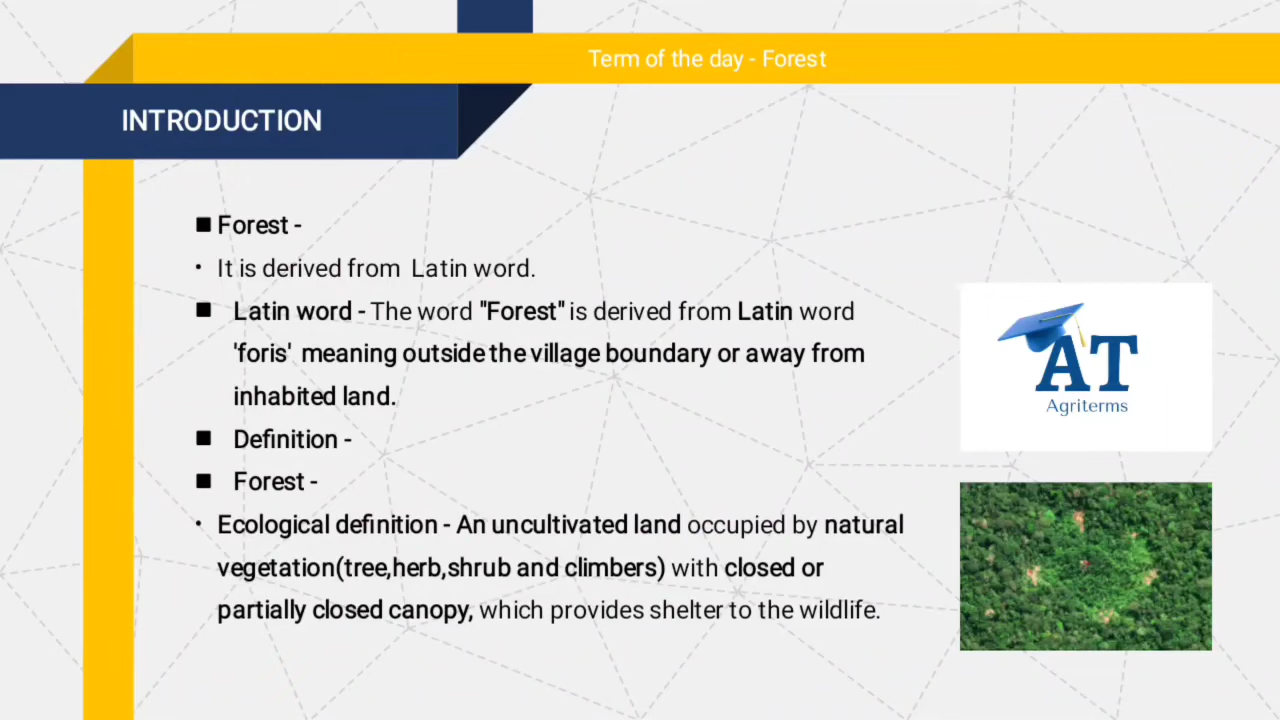 Term of the day - Forest
INTRODUCTION
■ Forest -
• It is derived from Latin word.
■ Latin word - The word "Forest" is derived from Latin word
'foris' meaning outside the village boundary or away from
inhabited land.
■ Definition -
■ Forest -
• Ecological definition - An uncultivated land occupied by natural
vegetation(tree,herb,shrub and climbers) with closed or
partially closed canopy, which provides shelter to the wildlife.
AT
Agriterms